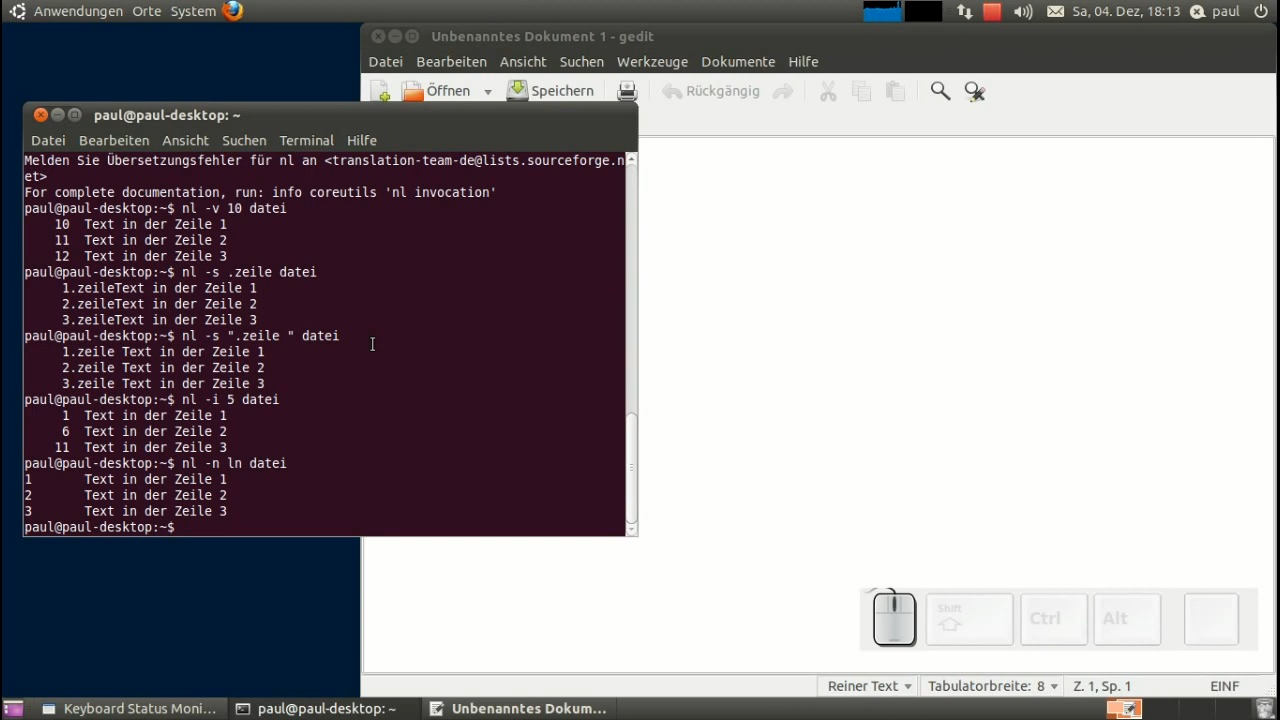 Anwendungen Orte System
Sa, 04. Dez, 18:13 paul
Unbenanntes Dokument 1 - gedit
Datei Bearbeiten Ansicht Suchen Werkzeuge Dokumente Hilfe
Öffnen Speichern Rückgängig
paul@paul-desktop: ~
Datei Bearbeiten Ansicht Suchen Terminal Hilfe
Melden Sie Übersetzungsfehler für nl an <translation-team-de@lists.sourceforge.n
et>
For complete documentation, run: info coreutils 'nl invocation'
paul@paul-desktop:~$ nl -v 10 datei
    10  Text in der Zeile 1
    11  Text in der Zeile 2
    12  Text in der Zeile 3
paul@paul-desktop:~$ nl -s .zeile datei
     1.zeileText in der Zeile 1
     2.zeileText in der Zeile 2
     3.zeileText in der Zeile 3
paul@paul-desktop:~$ nl -s ".zeile " datei
     1.zeile Text in der Zeile 1
     2.zeile Text in der Zeile 2
     3.zeile Text in der Zeile 3
paul@paul-desktop:~$ nl -i 5 datei
     1  Text in der Zeile 1
     6  Text in der Zeile 2
    11  Text in der Zeile 3
paul@paul-desktop:~$ nl -n ln datei
1       Text in der Zeile 1
2       Text in der Zeile 2
3       Text in der Zeile 3
paul@paul-desktop:~$
Shift Ctrl Alt
Reiner Text Tabulatorbreite: 8 Z. 1, Sp. 1 EINF
Keyboard Status Moni... paul@paul-desktop: ~ Unbenanntes Dokum...